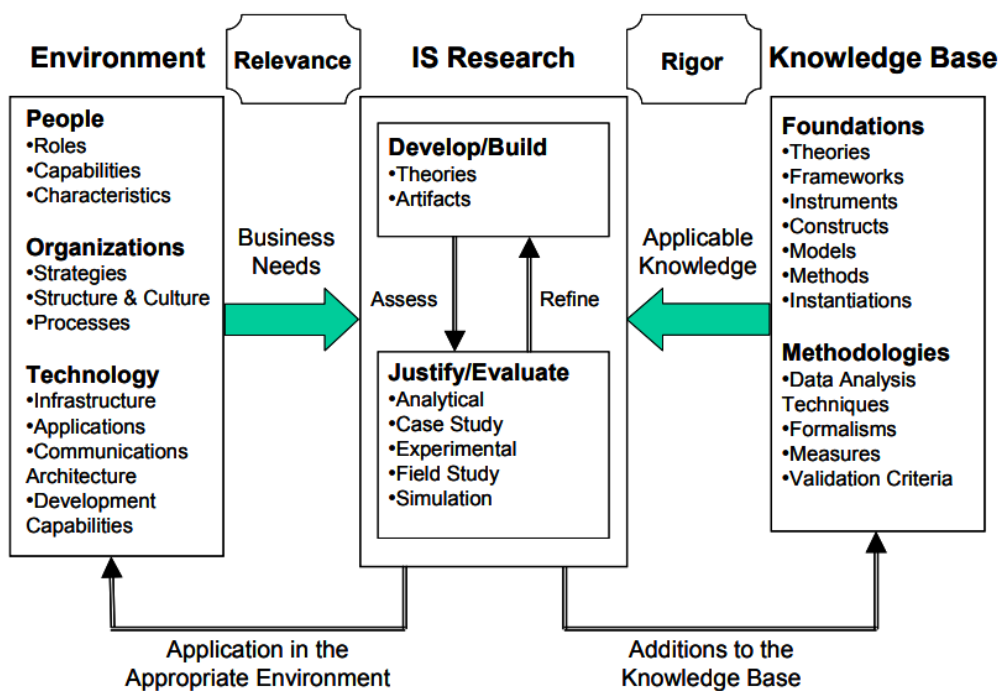 Environment
Relevance
IS Research
Rigor
Knowledge Base
People
•Roles
•Capabilities
•Characteristics
Organizations
•Strategies
•Structure & Culture
•Processes
Technology
•Infrastructure
•Applications
•Communications
Architecture
•Development
Capabilities
Business
Needs
Develop/Build
•Theories
•Artifacts
Assess
Refine
Justify/Evaluate
•Analytical
•Case Study
•Experimental
•Field Study
•Simulation
Applicable
Knowledge
Foundations
•Theories
•Frameworks
•Instruments
•Constructs
•Models
•Methods
•Instantiations
Methodologies
•Data Analysis
Techniques
•Formalisms
•Measures
•Validation Criteria
Application in the
Appropriate Environment
Additions to the
Knowledge Base